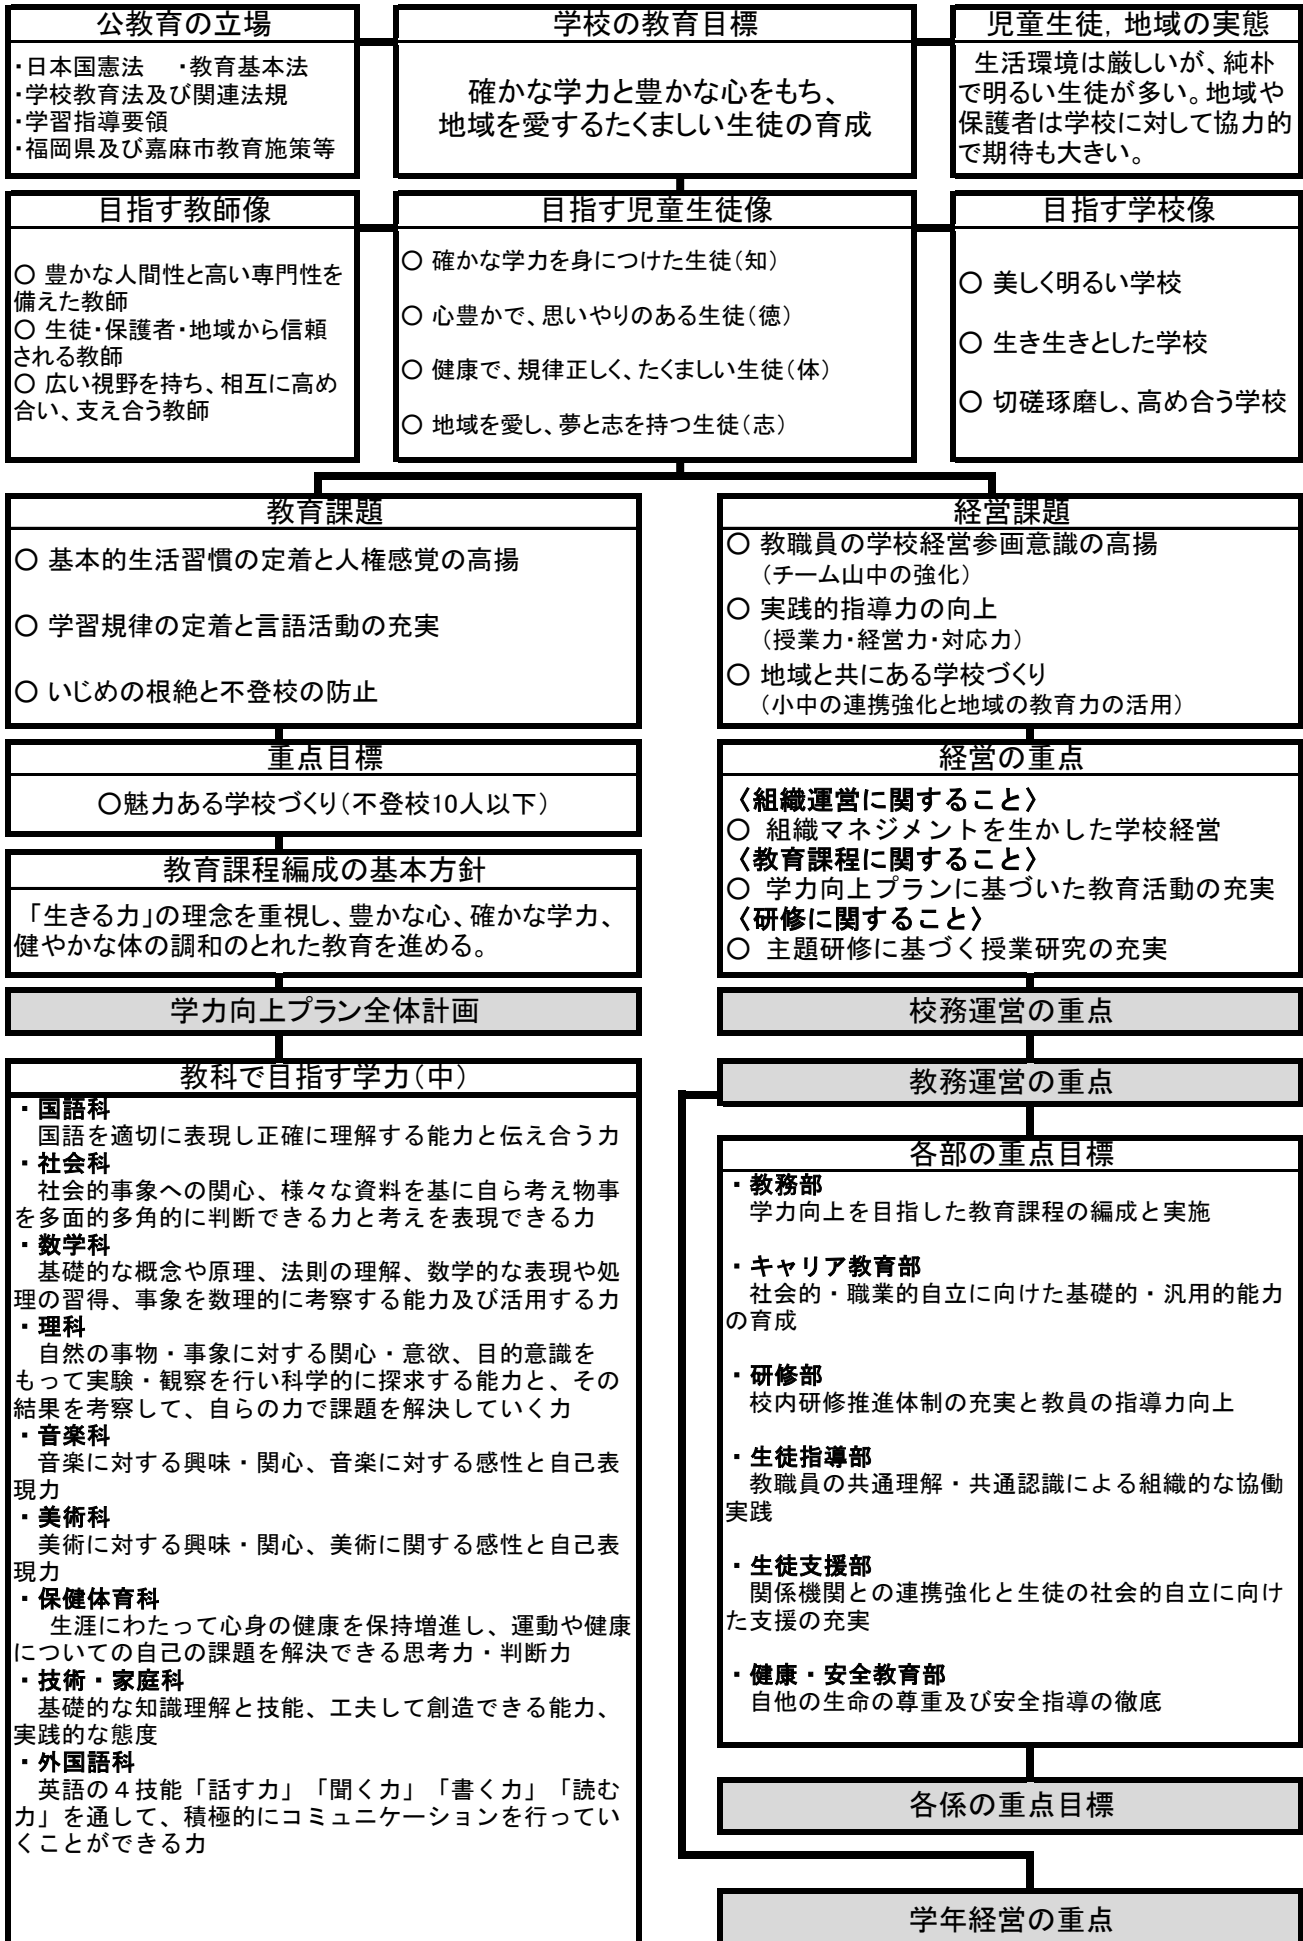 公教育の立場
・日本国憲法　・教育基本法
・学校教育法及び関連法規
・学習指導要領
・福岡県及び嘉麻市教育施策等
学校の教育目標
確かな学力と豊かな心をもち、
地域を愛するたくましい生徒の育成
児童生徒，地域の実態
生活環境は厳しいが、純朴
で明るい生徒が多い。地域や
保護者は学校に対して協力的
で期待も大きい。
目指す教師像
○ 豊かな人間性と高い専門性を
備えた教師
○ 生徒・保護者・地域から信頼
される教師
○ 広い視野を持ち、相互に高め
合い、支え合う教師
目指す児童生徒像
○ 確かな学力を身につけた生徒（知）
○ 心豊かで、思いやりのある生徒（徳）
○ 健康で、規律正しく、たくましい生徒（体）
○ 地域を愛し、夢と志を持つ生徒（志）
目指す学校像
○ 美しく明るい学校
○ 生き生きとした学校
○ 切磋琢磨し、高め合う学校
教育課題
○ 基本的生活習慣の定着と人権感覚の高揚
○ 学習規律の定着と言語活動の充実
○ いじめの根絶と不登校の防止
重点目標
○魅力ある学校づくり（不登校10人以下）
教育課程編成の基本方針
「生きる力」の理念を重視し、豊かな心、確かな学力、
健やかな体の調和のとれた教育を進める。
学力向上プラン全体計画
教科で目指す学力（中）
・国語科
国語を適切に表現し正確に理解する能力と伝え合う力
・社会科
社会的事象への関心、様々な資料を基に自ら考え物事
を多面的多角的に判断できる力と考えを表現できる力
・数学科
基礎的な概念や原理、法則の理解、数学的な表現や処
理の習得、事象を数理的に考察する能力及び活用する力
・理科
自然の事物・事象に対する関心・意欲、目的意識を
もって実験・観察を行い科学的に探求する能力と、その
結果を考察して、自らの力で課題を解決していく力
・音楽科
音楽に対する興味・関心、音楽に対する感性と自己表
現力
・美術科
美術に対する興味・関心、美術に関する感性と自己表
現力
・保健体育科
生涯にわたって心身の健康を保持増進し、運動や健康
についての自己の課題を解決できる思考力・判断力
・技術・家庭科
基礎的な知識理解と技能、工夫して創造できる能力、
実践的な態度
・外国語科
英語の４技能「話す力」「聞く力」「書く力」「読む
力」を通して、積極的にコミュニケーションを行ってい
くことができる力
経営課題
○ 教職員の学校経営参画意識の高揚
（チーム山中の強化）
○ 実践的指導力の向上
（授業力・経営力・対応力）
○ 地域と共にある学校づくり
（小中の連携強化と地域の教育力の活用）
経営の重点
〈組織運営に関すること〉
○ 組織マネジメントを生かした学校経営
〈教育課程に関すること〉
○ 学力向上プランに基づいた教育活動の充実
〈研修に関すること〉
○ 主題研修に基づく授業研究の充実
校務運営の重点
教務運営の重点
各部の重点目標
・教務部
学力向上を目指した教育課程の編成と実施
・キャリア教育部
社会的・職業的自立に向けた基礎的・汎用的能力
の育成
・研修部
校内研修推進体制の充実と教員の指導力向上
・生徒指導部
教職員の共通理解・共通認識による組織的な協働
実践
・生徒支援部
関係機関との連携強化と生徒の社会的自立に向け
た支援の充実
・健康・安全教育部
自他の生命の尊重及び安全指導の徹底
各係の重点目標
学年経営の重点